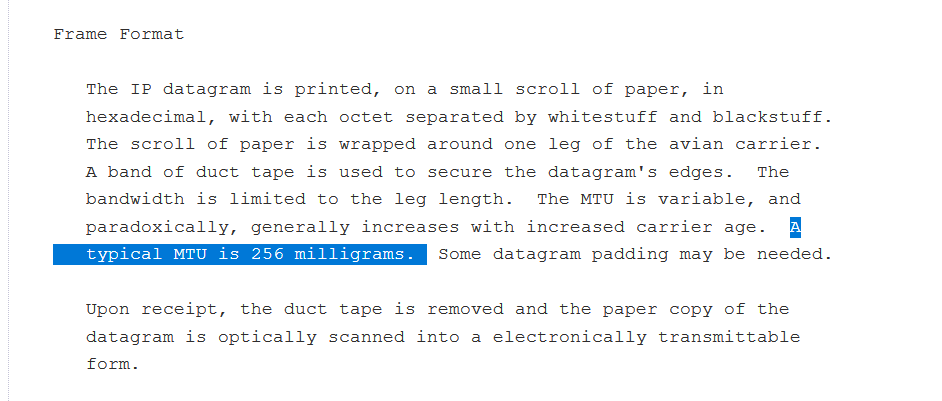 Frame Format
The IP datagram is printed, on a small scroll of paper, in
hexadecimal, with each octet separated by whitestuff and blackstuff.
The scroll of paper is wrapped around one leg of the avian carrier.
A band of duct tape is used to secure the datagram's edges.  The
bandwidth is limited to the leg length.  The MTU is variable, and
paradoxically, generally increases with increased carrier age.  A
typical MTU is 256 milligrams.  Some datagram padding may be needed.
Upon receipt, the duct tape is removed and the paper copy of the
datagram is optically scanned into a electronically transmittable
form.